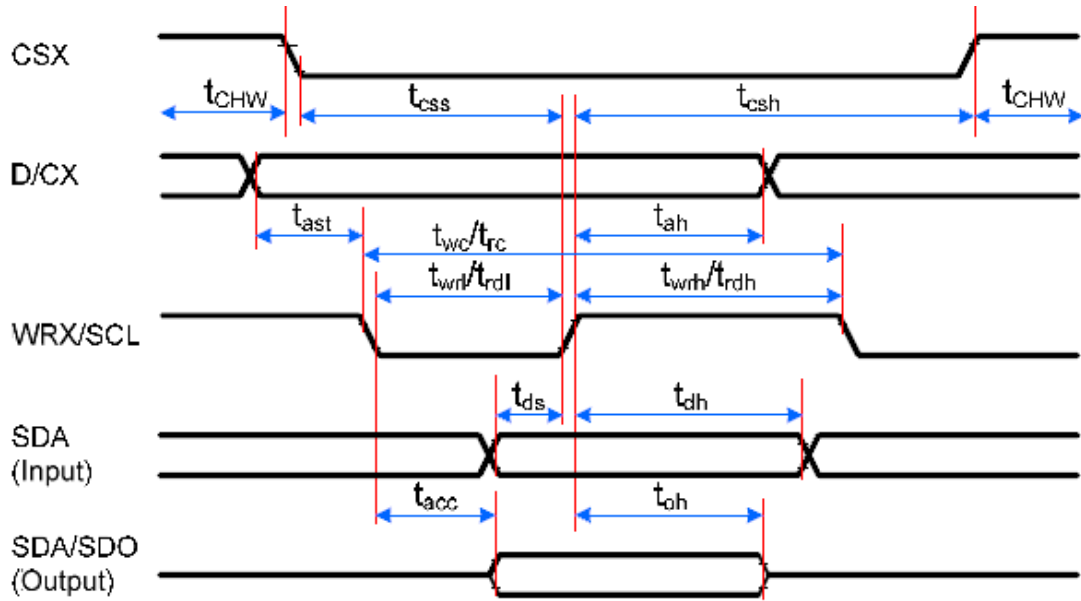 CSX
tCHW
tcss
tcsh
tCHW
D/CX
tast
twc/trc
tah
twrl/trdl
twrh/trdh
WRX/SCL
tds
tdh
SDA
(Input)
tacc
toh
SDA/SDO
(Output)